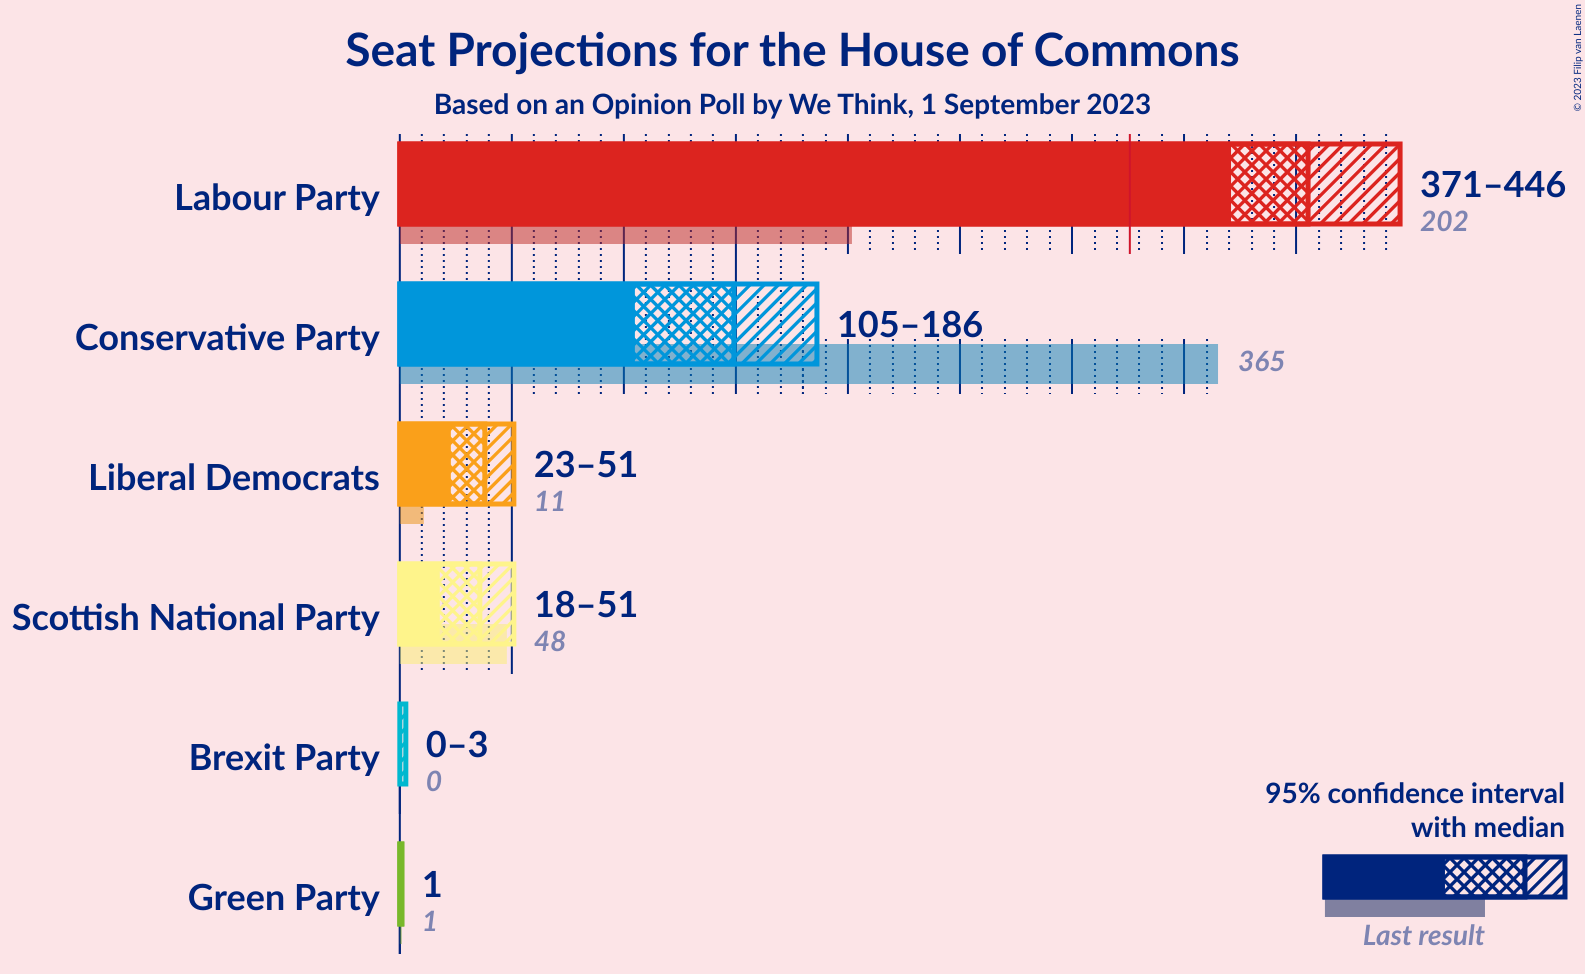 Seat Projections for the House of Commons
Based on an Opinion Poll by We Think, 1 September 2023
© 2023 Filip van Laenen
Labour Party
371–446
202
Conservative Party
105–186
365
Liberal Democrats
23–51
11
Scottish National Party
18–51
48
Brexit Party
0–3
0
Green Party
1
1
95% confidence interval
with median
Last result